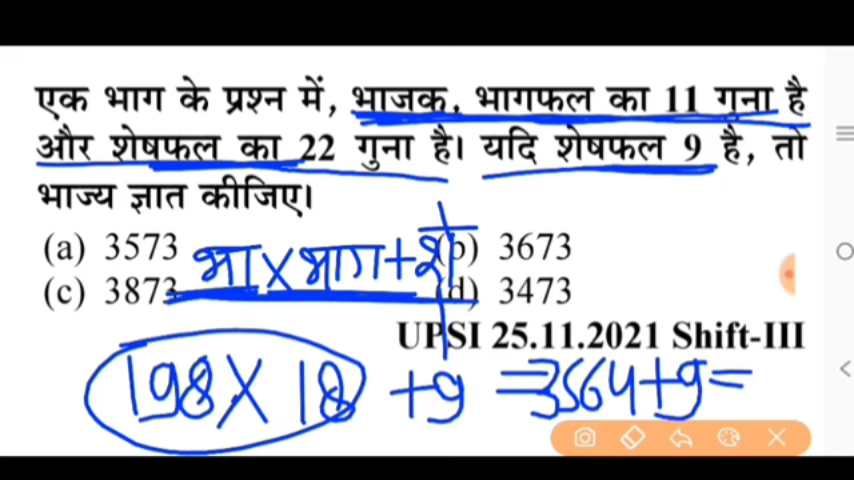 एक भाग के प्रश्न में, भाजक, भागफल का 11 गुना है
और शेषफल का 22 गुना है। यदि शेषफल 9 है, तो
भाज्य ज्ञात कीजिए।
(a) 3573 (b) 3673
भा × भाग + शे
(c) 3873 (d) 3473
UPSI 25.11.2021 Shift-III
198 × 18 + 9 = 3564 + 9 =